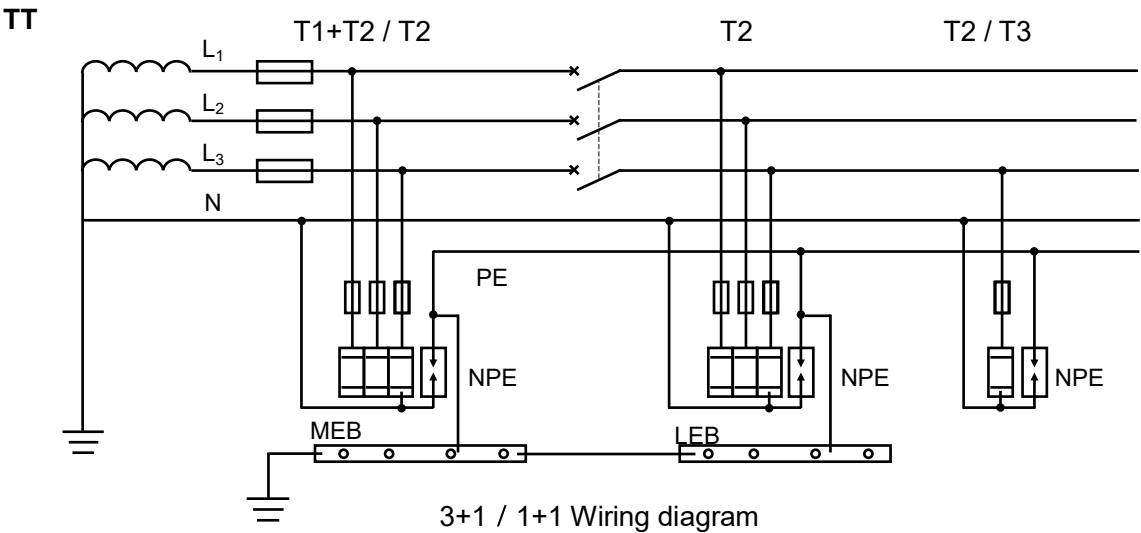 TT
T1+T2 / T2
T2
T2 / T3
L1
L2
L3
N
PE
NPE
NPE
NPE
MEB
LEB
3+1 / 1+1 Wiring diagram